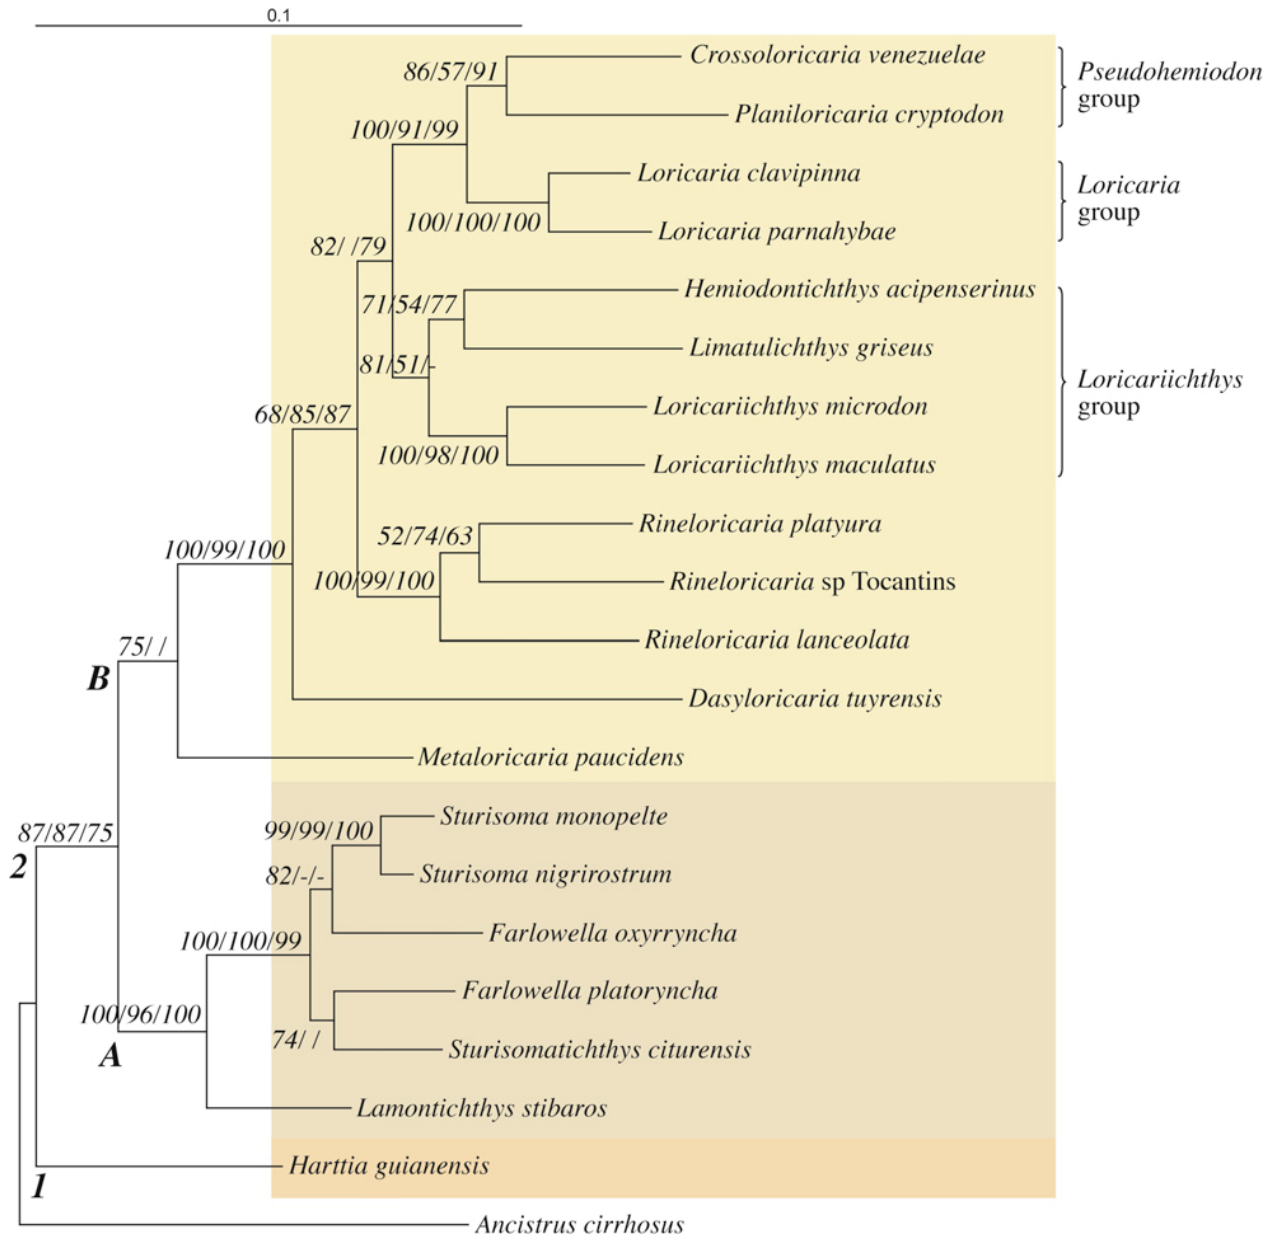 0.1
86/57/91
Crossoloricaria venezuelae
Pseudohemiodon
group
Planiloricaria cryptodon
100/91/99
Loricaria clavipinna
Loricaria
group
100/100/100
Loricaria parnahybae
82/ /79
Hemiodontichthys acipenserinus
71/54/77
Limatulichthys griseus
81/51/-
Loricariichthys
group
68/85/87
Loricariichthys microdon
100/98/100
Loricariichthys maculatus
52/74/63
Rineloricaria platyura
100/99/100
100/99/100
Rineloricaria sp Tocantins
75/ /
Rineloricaria lanceolata
B
Dasyloricaria tuyrensis
Metaloricaria paucidens
87/87/75
99/99/100
Sturisoma monopelte
2
82/-/-
Sturisoma nigrirostrum
100/100/99
Farlowella oxyrryncha
Farlowella platoryncha
100/96/100
74/ /
A
Sturisomatichthys citurensis
Lamontichthys stibaros
1
Harttia guianensis
Ancistrus cirrhosus